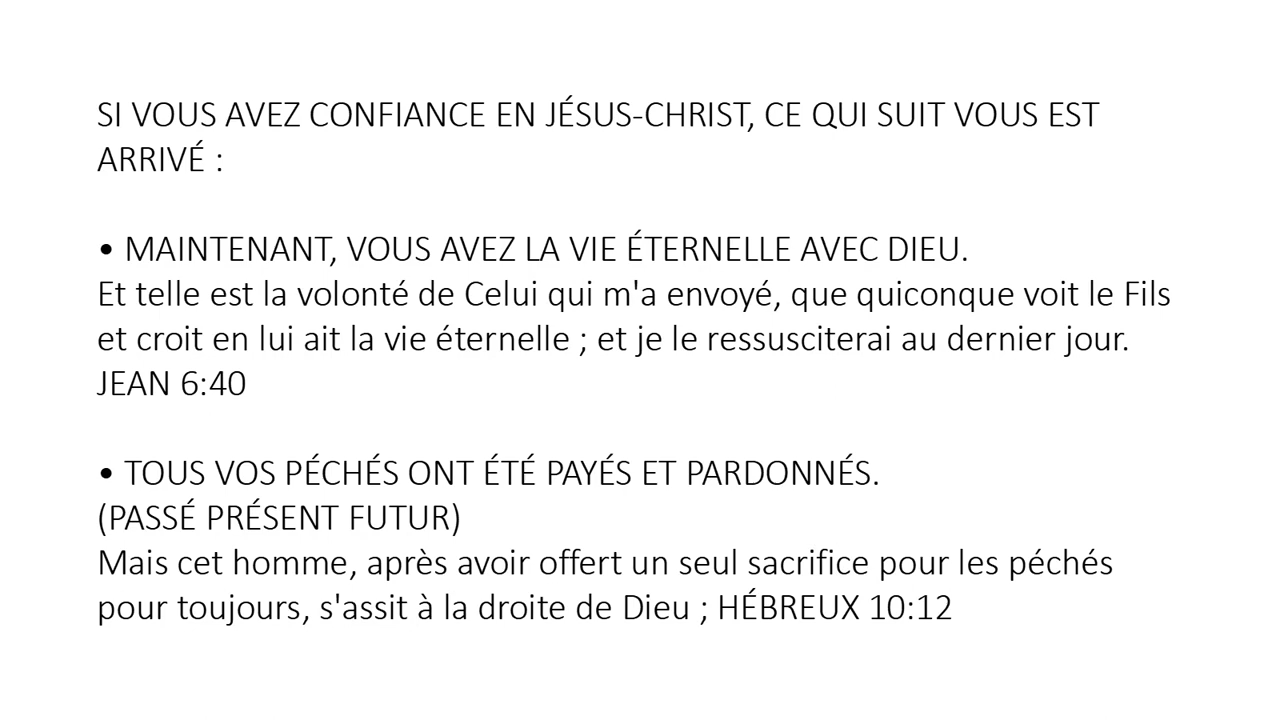 SI VOUS AVEZ CONFIANCE EN JÉSUS-CHRIST, CE QUI SUIT VOUS EST
ARRIVÉ :
• MAINTENANT, VOUS AVEZ LA VIE ÉTERNELLE AVEC DIEU.
Et telle est la volonté de Celui qui m'a envoyé, que quiconque voit le Fils
et croit en lui ait la vie éternelle ; et je le ressusciterai au dernier jour.
JEAN 6:40
• TOUS VOS PÉCHÉS ONT ÉTÉ PAYÉS ET PARDONNÉS.
(PASSÉ PRÉSENT FUTUR)
Mais cet homme, après avoir offert un seul sacrifice pour les péchés
pour toujours, s'assit à la droite de Dieu ; HÉBREUX 10:12